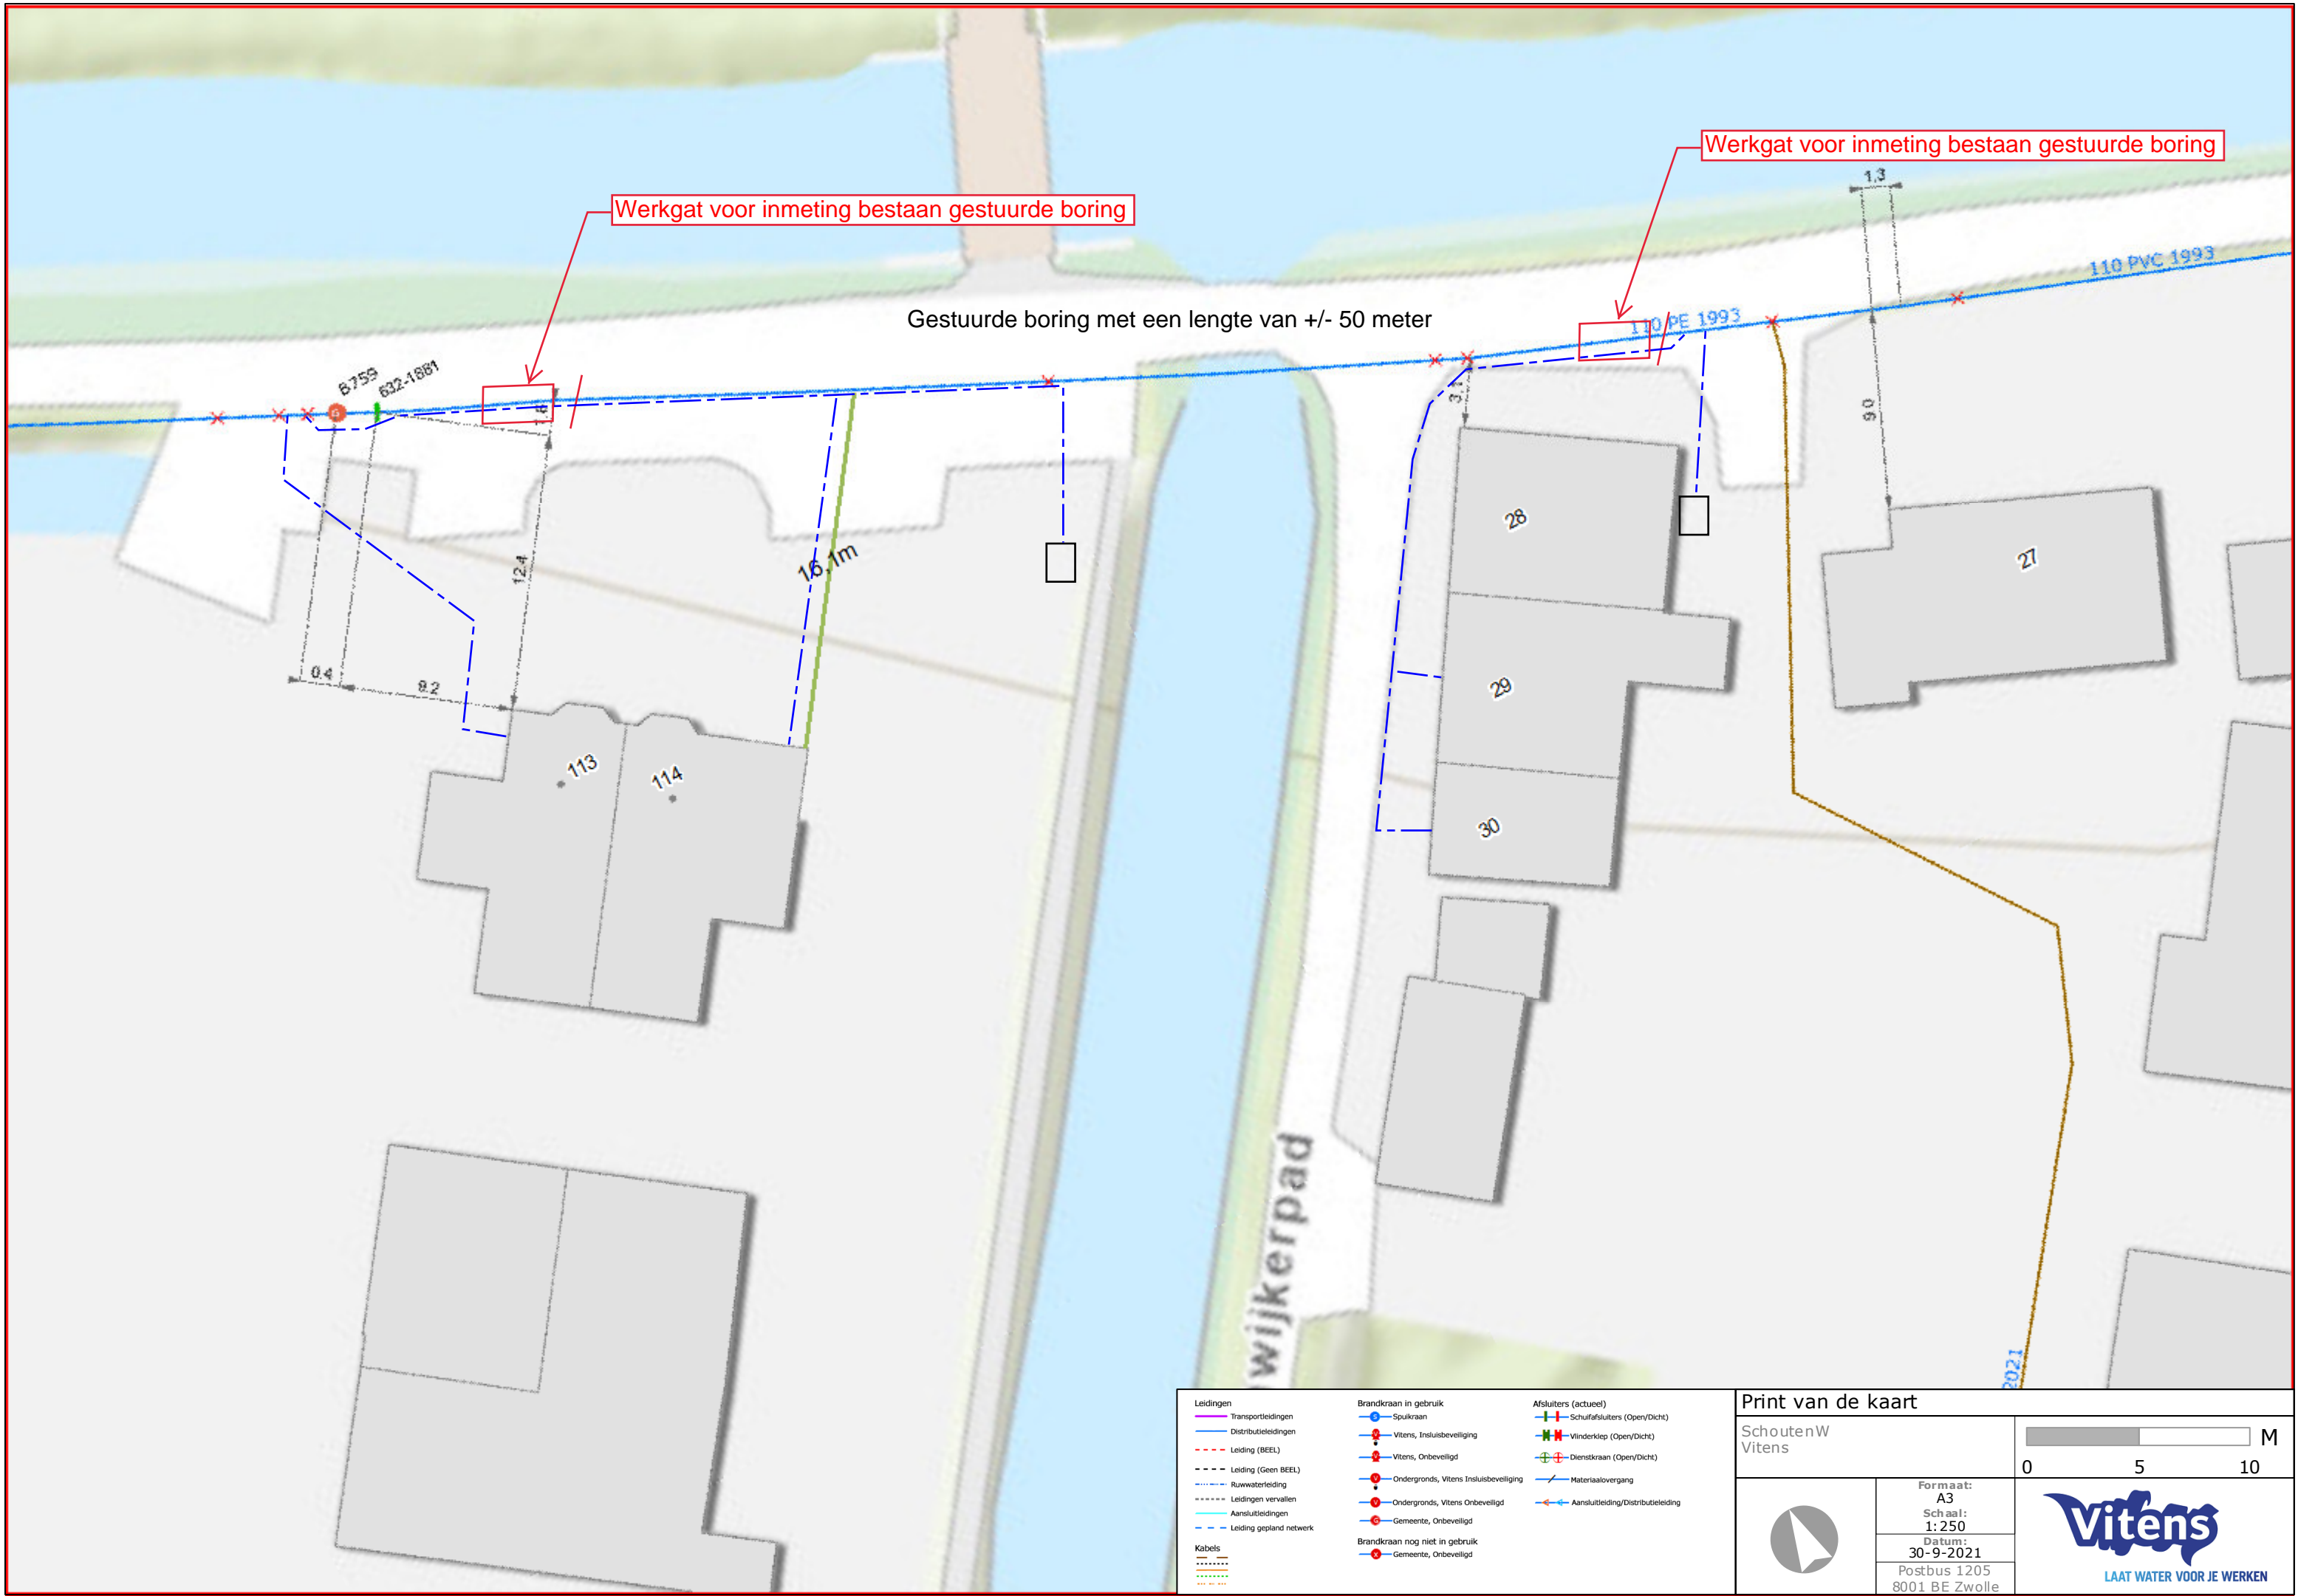 Werkgat voor inmeting bestaan gestuurde boring
1,3
Werkgat voor inmeting bestaan gestuurde boring
110 PVC 1993
Gestuurde boring met een lengte van +/- 50 meter
110 PE 1993
B759
632-1881
3,1
9,0
12,4
16,1m
28
27
0.4
9.2
29
113
114
30
wijkerpad
2021
Leidingen
Transportleidingen
Distributieleidingen
Leiding (BEEL)
Leiding (Geen BEEL)
Ruwwaterleiding
Leidingen vervallen
Aansluitleidingen
Leiding gepland netwerk
Kabels
Brandkraan in gebruik
Spuikraan
Vitens, Insluisbeveiliging
Vitens, Onbeveiligd
Ondergronds, Vitens Insluisbeveiliging
Ondergronds, Vitens Onbeveiligd
Gemeente, Onbeveiligd
Brandkraan nog niet in gebruik
Gemeente, Onbeveiligd
Afsluiters (actueel)
Schuifafsluiters (Open/Dicht)
Vlinderklep (Open/Dicht)
Dienstkraan (Open/Dicht)
Materiaalovergang
Aansluitleiding/Distributieleiding
Print van de kaart
SchoutenW
Vitens
M
0 5 10
Formaat:
A3
Schaal:
1:250
Datum:
30-9-2021
Postbus 1205
8001 BE Zwolle
Vitens
LAAT WATER VOOR JE WERKEN